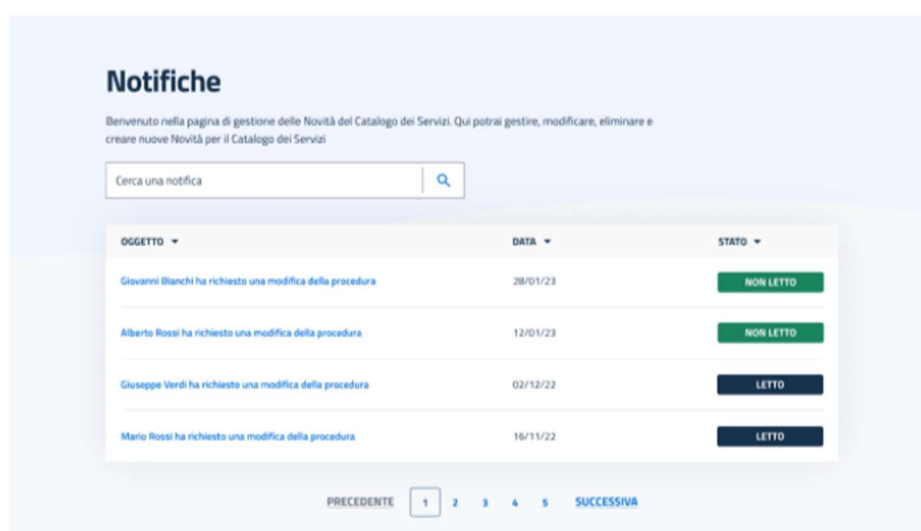 Notifiche
Benvenuto nella pagina di gestione delle Novità del Catalogo dei Servizi. Qui potrai gestire, modificare, eliminare e
creare nuove Novità per il Catalogo dei Servizi
Cerca una notifica
OGGETTO DATA STATO
Giovanni Bianchi ha richiesto una modifica della procedura 28/01/23 NON LETTO
Alberto Rossi ha richiesto una modifica della procedura 12/01/23 NON LETTO
Giuseppe Verdi ha richiesto una modifica della procedura 02/12/22 LETTO
Mario Rossi ha richiesto una modifica della procedura 16/11/22 LETTO
PRECEDENTE 1 2 3 4 5 SUCCESSIVA